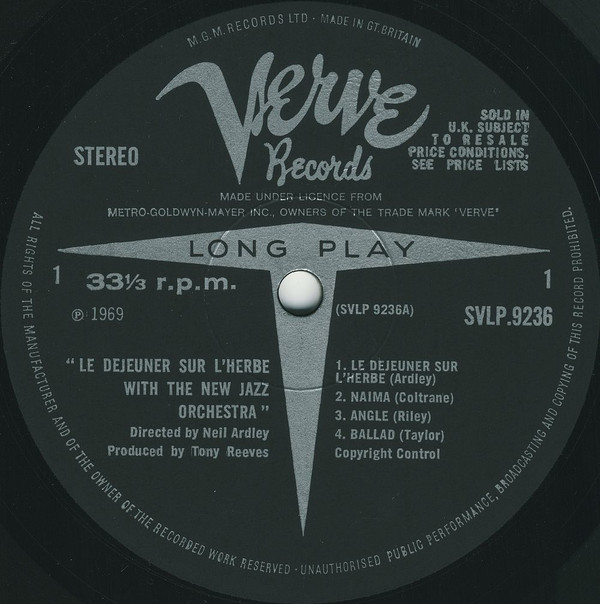 M.G.M. RECORDS LTD · MADE IN GT. BRITAIN
Verve
Records
STEREO
SOLD IN
U.K. SUBJECT
TO RESALE
PRICE CONDITIONS,
SEE PRICE LISTS
MADE UNDER LICENCE FROM
METRO-GOLDWYN-MAYER INC., OWNERS OF THE TRADE MARK 'VERVE'
LONG PLAY
1
33⅓ r.p.m.
1
℗ 1969
(SVLP 9236A)
SVLP.9236
"LE DEJEUNER SUR L'HERBE
WITH THE NEW JAZZ
ORCHESTRA"
Directed by Neil Ardley
Produced by Tony Reeves
1. LE DEJEUNER SUR
L'HERBE (Ardley)
2. NAIMA (Coltrane)
3. ANGLE (Riley)
4. BALLAD (Taylor)
Copyright Control
ALL RIGHTS OF THE MANUFACTURER AND OF THE OWNER OF THE RECORDED WORK RESERVED · UNAUTHORISED PUBLIC PERFORMANCE, BROADCASTING AND COPYING OF THIS RECORD PROHIBITED.